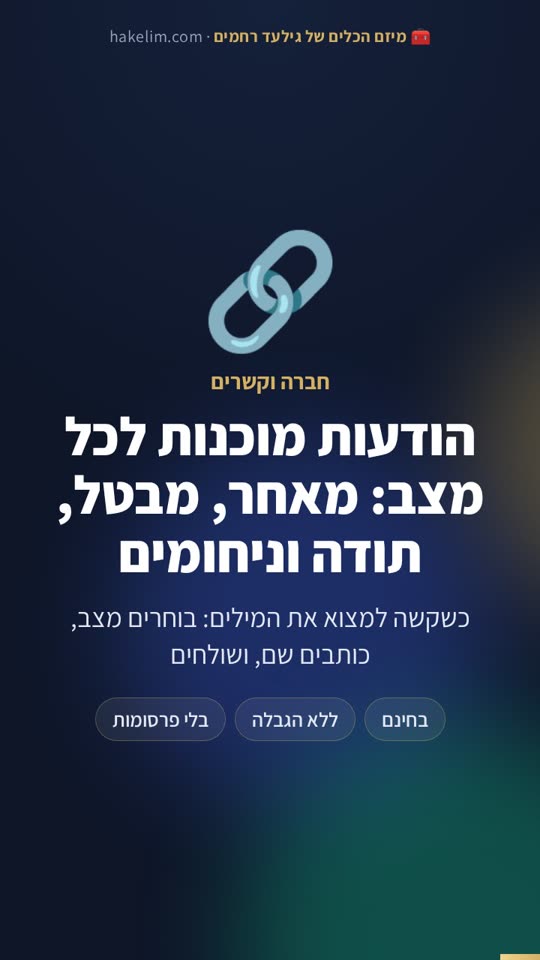 🧰 מיזם הכלים של גילעד רחמים · hakelim.com
חברה וקשרים
הודעות מוכנות לכל
מצב: מאחר, מבטל,
תודה וניחומים
כשקשה למצוא את המילים: בוחרים מצב,
כותבים שם, ושולחים
בחינם
ללא הגבלה
בלי פרסומות